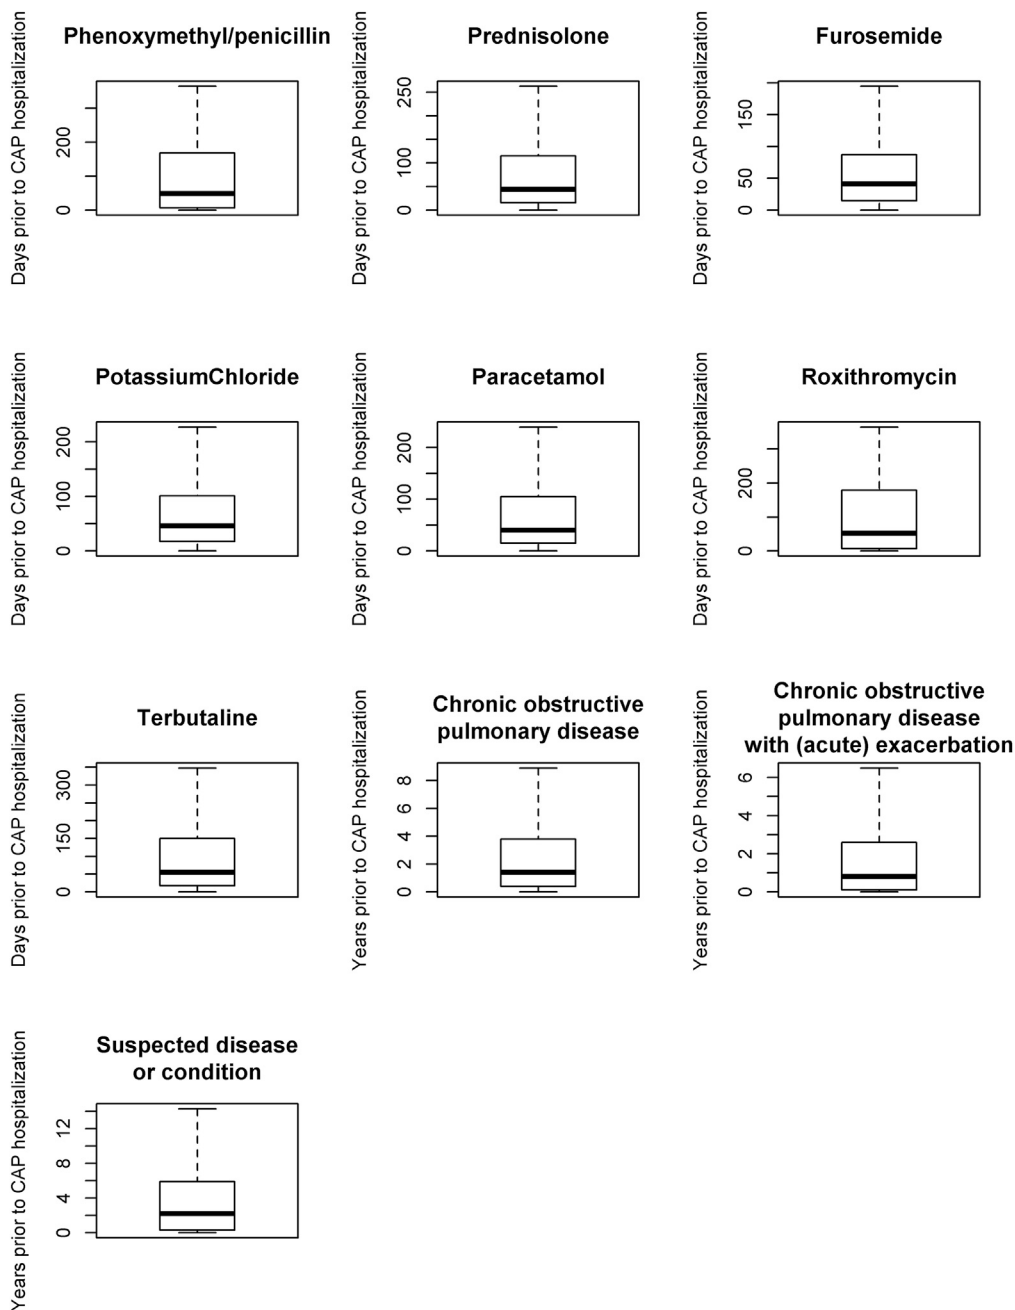 Phenoxymethyl/penicillin
Days prior to CAP hospitalization
200
0
Prednisolone
Days prior to CAP hospitalization
250
100
0
Furosemide
Days prior to CAP hospitalization
150
50
0
PotassiumChloride
Days prior to CAP hospitalization
200
100
0
Paracetamol
Days prior to CAP hospitalization
200
100
0
Roxithromycin
Days prior to CAP hospitalization
200
0
Terbutaline
Days prior to CAP hospitalization
300
150
0
Chronic obstructive
pulmonary disease
Years prior to CAP hospitalization
8
6
4
2
0
Chronic obstructive
pulmonary disease
with (acute) exacerbation
Years prior to CAP hospitalization
6
4
2
0
Suspected disease
or condition
Years prior to CAP hospitalization
12
8
4
0